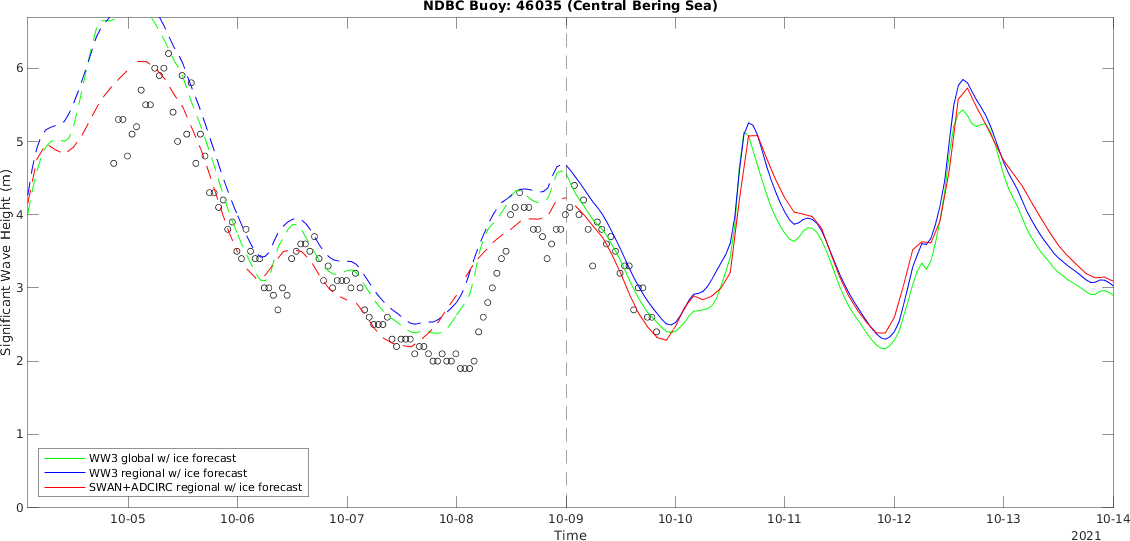 NDBC Buoy: 46035 (Central Bering Sea)
Significant Wave Height (m)
6
5
4
3
2
1
0
WW3 global w/ ice forecast
WW3 regional w/ ice forecast
SWAN+ADCIRC regional w/ ice forecast
10-05 10-06 10-07 10-08 10-09 10-10 10-11 10-12 10-13 10-14
Time
2021